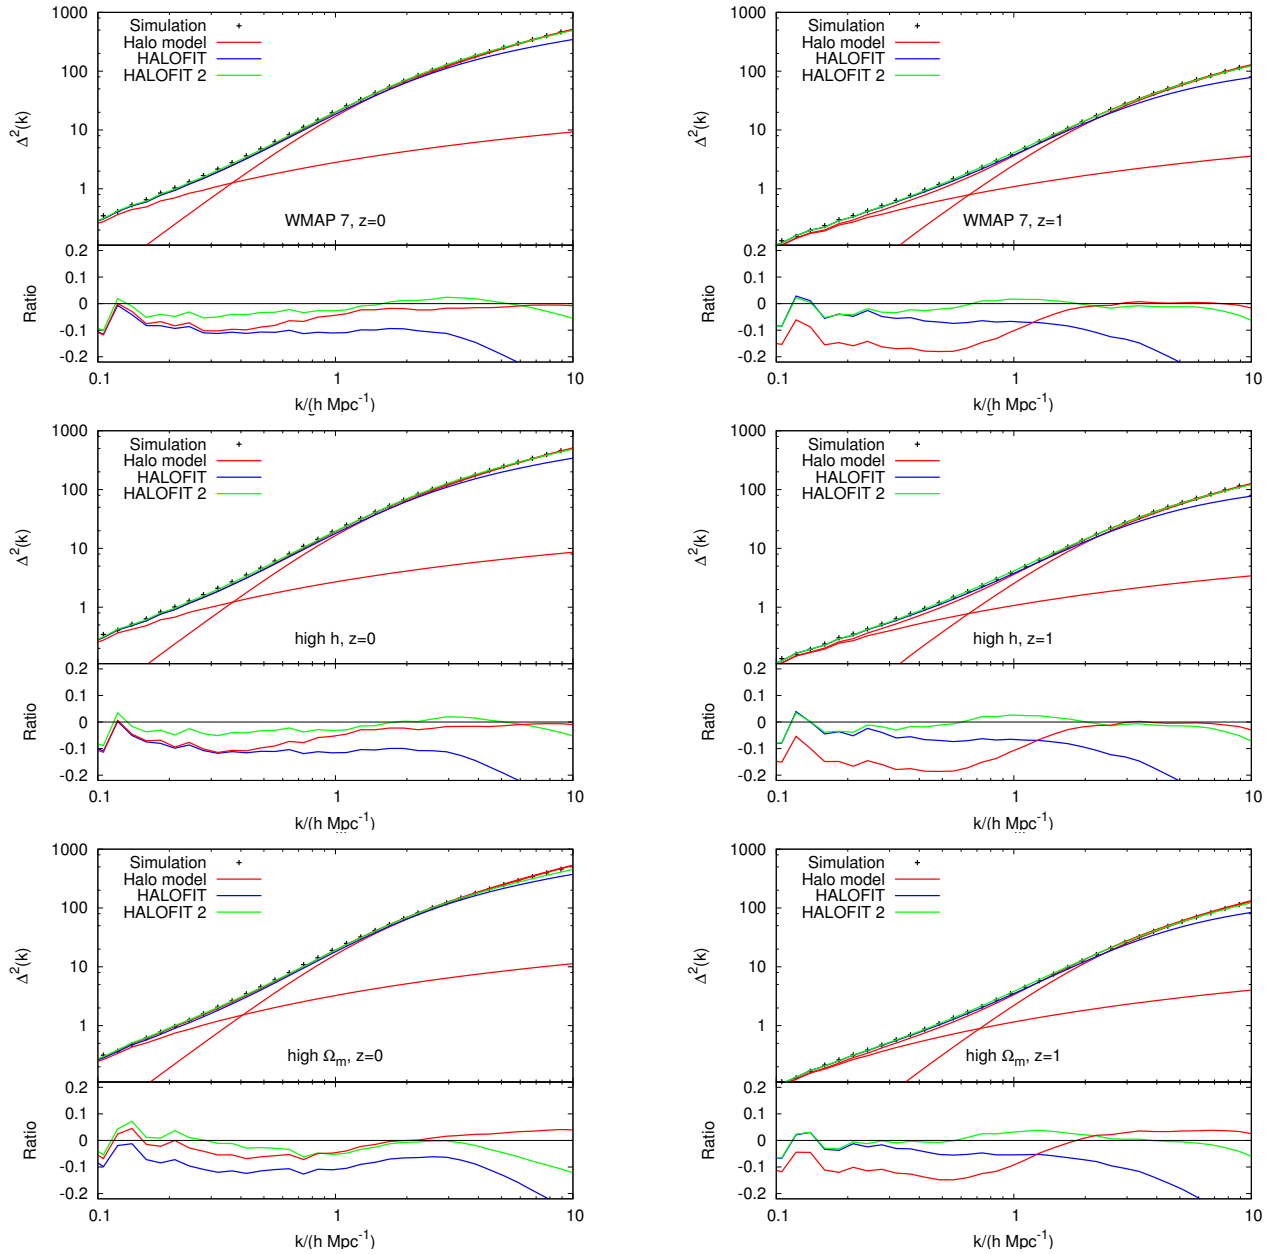 1000
100
10
1
Δ²(k)
Simulation
Halo model
HALOFIT
HALOFIT 2
WMAP 7, z=0
0.2
0.1
0
-0.1
-0.2
Ratio
0.1 1 10
k/(h Mpc⁻¹)
1000
100
10
1
Δ²(k)
Simulation
Halo model
HALOFIT
HALOFIT 2
WMAP 7, z=1
0.2
0.1
0
-0.1
-0.2
Ratio
0.1 1 10
k/(h Mpc⁻¹)
1000
100
10
1
Δ²(k)
Simulation
Halo model
HALOFIT
HALOFIT 2
high h, z=0
0.2
0.1
0
-0.1
-0.2
Ratio
0.1 1 10
k/(h Mpc⁻¹)
1000
100
10
1
Δ²(k)
Simulation
Halo model
HALOFIT
HALOFIT 2
high h, z=1
0.2
0.1
0
-0.1
-0.2
Ratio
0.1 1 10
k/(h Mpc⁻¹)
1000
100
10
1
Δ²(k)
Simulation
Halo model
HALOFIT
HALOFIT 2
high Ωₘ, z=0
0.2
0.1
0
-0.1
-0.2
Ratio
0.1 1 10
k/(h Mpc⁻¹)
1000
100
10
1
Δ²(k)
Simulation
Halo model
HALOFIT
HALOFIT 2
high Ωₘ, z=1
0.2
0.1
0
-0.1
-0.2
Ratio
0.1 1 10
k/(h Mpc⁻¹)